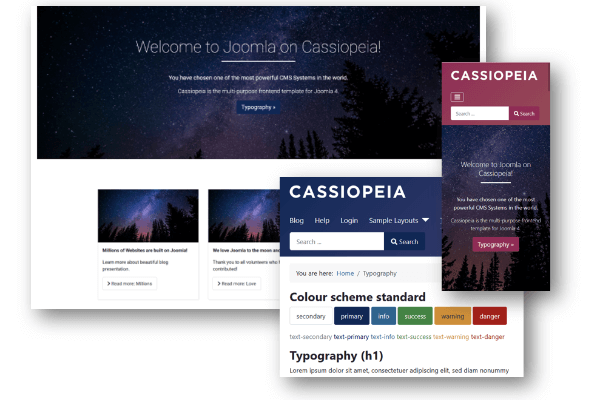 Welcome to Joomla on Cassiopeia!
You have chosen one of the most powerful CMS Systems in the world.
Cassiopeia is the multi-purpose frontend template for Joomla 4.
Typography »
Millions of Websites are built on Joomla!
Learn more about beautiful blog
presentation.
Read more: Millions
We love Joomla to the moon and
Thank you to all volunteers who
contributed!
Read more: Love
CASSIOPEIA
Blog Help Login Sample Layouts
Search ... Search
You are here: Home / Typography
Colour scheme standard
secondary primary info success warning danger
text-secondary text-primary text-info text-success text-warning text-danger
Typography (h1)
Lorem ipsum dolor sit amet, consectetuer adipiscing elit, sed diam nonummy
CASSIOPEIA
Search ... Search
Welcome to Joomla on
Cassiopeia!
You have chosen one of the most
powerful CMS Systems in the world.
Cassiopeia is the multi-purpose frontend
template for Joomla 4.
Typography »